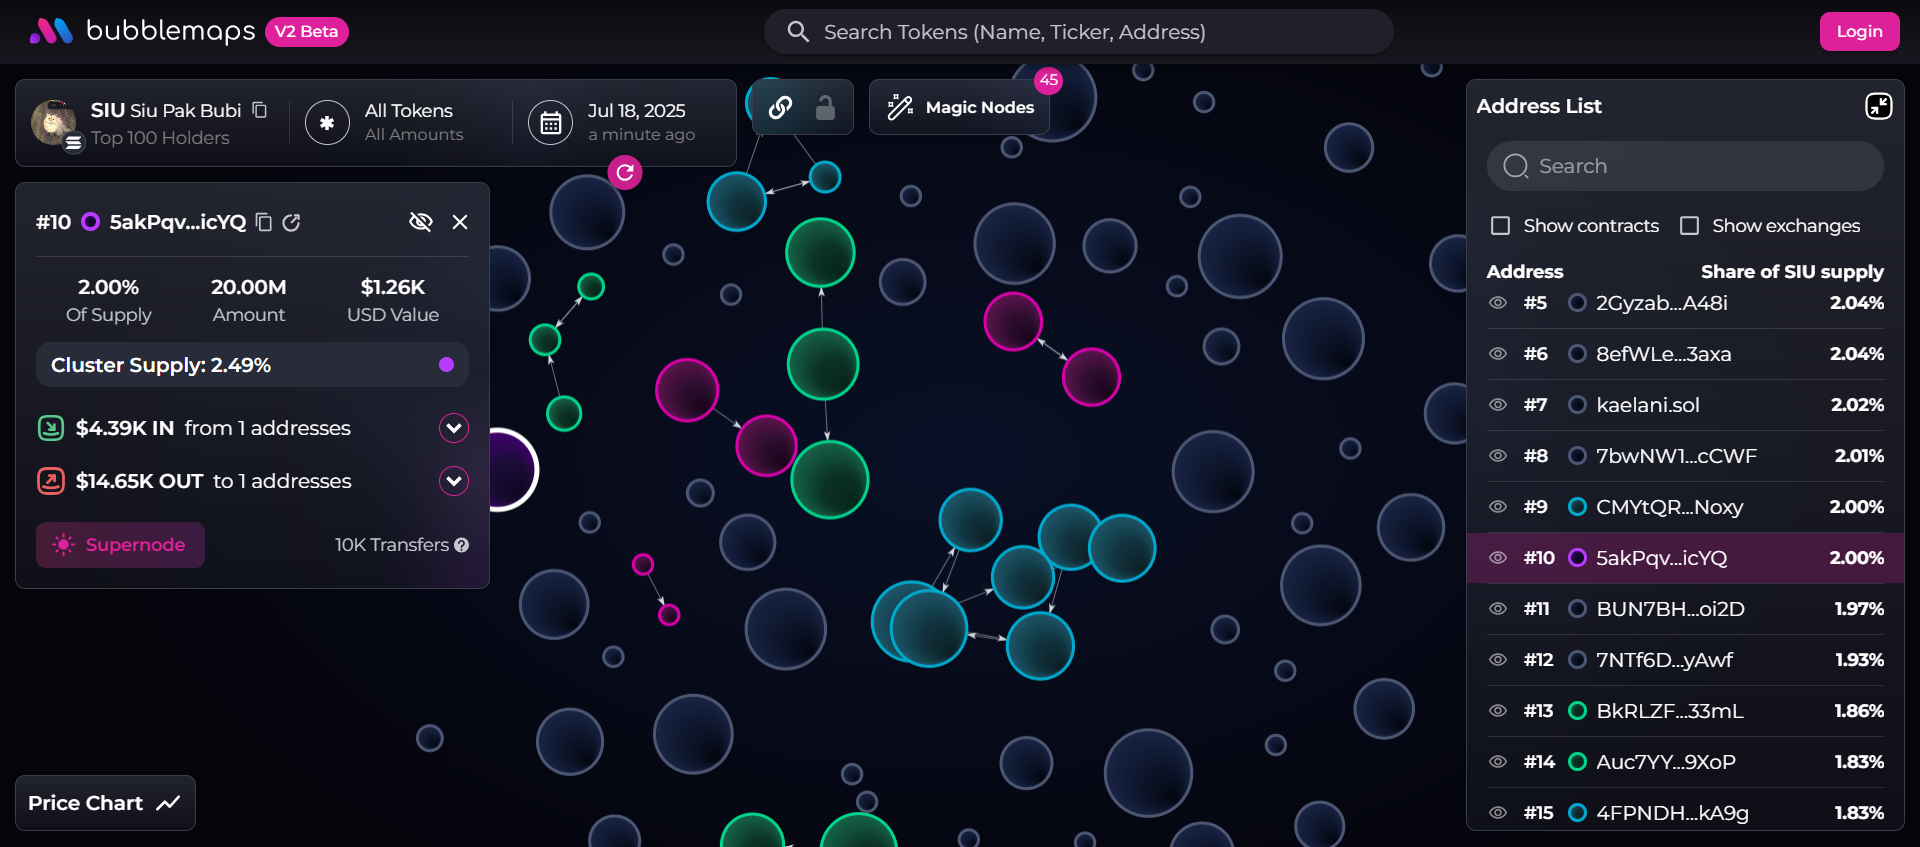 bubblemaps V2 Beta
Search Tokens (Name, Ticker, Address)
Login
SIU Siu Pak Bubi
Top 100 Holders
All Tokens
All Amounts
Jul 18, 2025
a minute ago
Magic Nodes
45
#10 5akPqv...icYQ
2.00% 20.00M $1.26K
Of Supply Amount USD Value
Cluster Supply: 2.49%
$4.39K IN from 1 addresses
$14.65K OUT to 1 addresses
Supernode 10K Transfers ?
Price Chart
Address List
Search
Show contracts Show exchanges
Address Share of SIU supply
#5 2Gyzab...A48i 2.04%
#6 8efWLe...3axa 2.04%
#7 kaelani.sol 2.02%
#8 7bwNW1...cCWF 2.01%
#9 CMYtQR...Noxy 2.00%
#10 5akPqv...icYQ 2.00%
#11 BUN7BH...oi2D 1.97%
#12 7NTf6D...yAwf 1.93%
#13 BkRLZF...33mL 1.86%
#14 Auc7YY...9XoP 1.83%
#15 4FPNDH...kA9g 1.83%